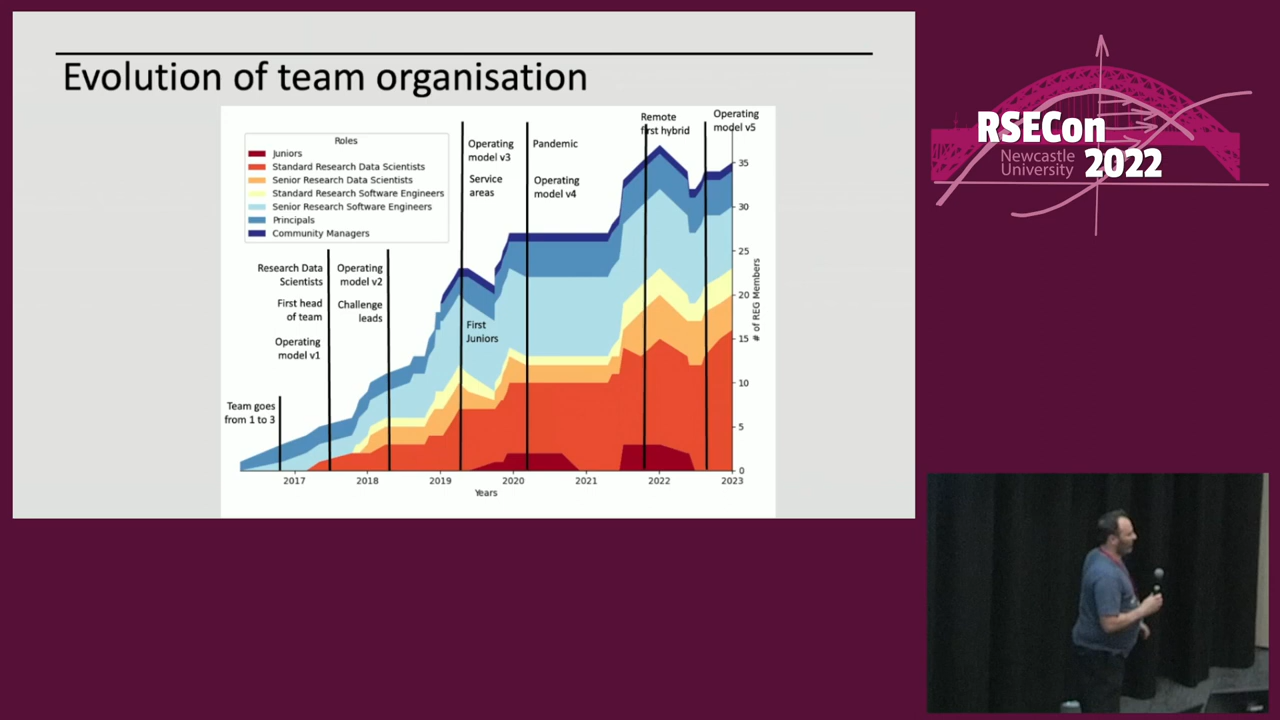 Evolution of team organisation
Roles
Juniors
Standard Research Data Scientists
Senior Research Data Scientists
Standard Research Software Engineers
Senior Research Software Engineers
Principals
Community Managers
Team goes
from 1 to 3
Research Data
Scientists
First head
of team
Operating
model v1
Operating
model v2
Challenge
leads
Operating
model v3
Service
areas
First
Juniors
Pandemic
Operating
model v4
Remote
first hybrid
Operating
model v5
35
30
25
20
15
10
5
0
# of REG Members
2017 2018 2019 2020 2021 2022 2023
Years
RSECon
Newcastle
University
2022